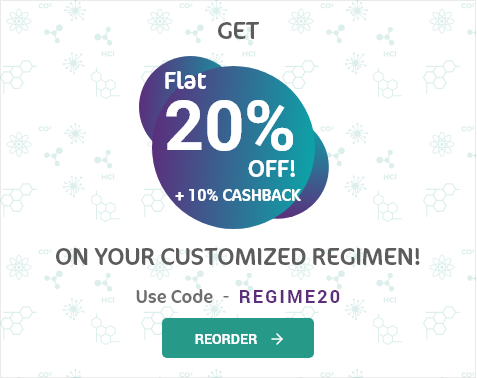 GET
Flat
20%
OFF!
+ 10% CASHBACK
ON YOUR CUSTOMIZED REGIMEN!
Use Code - REGIME20
REORDER →